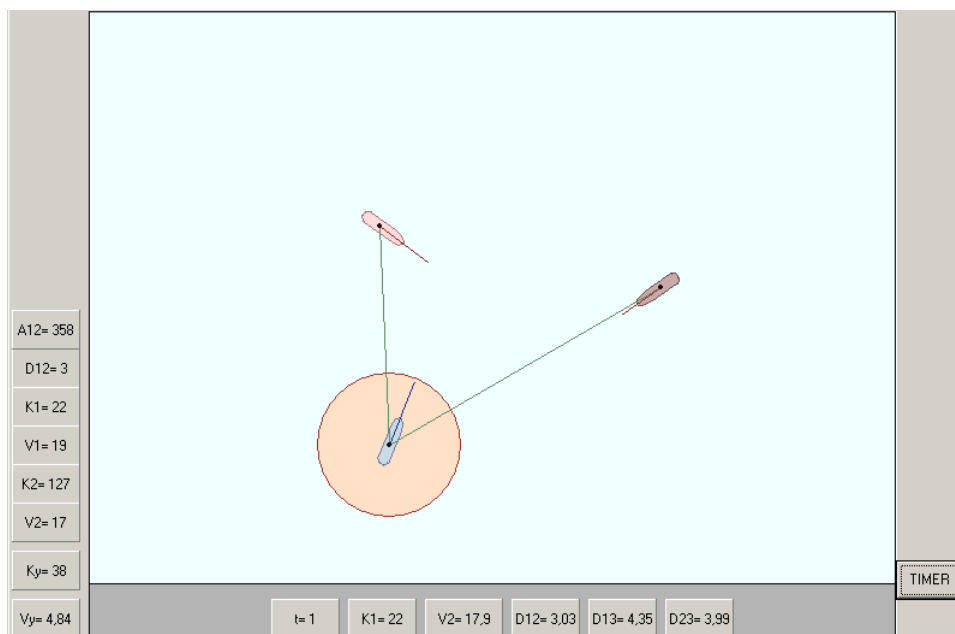 A12= 358
D12= 3
K1= 22
V1= 19
K2= 127
V2= 17
Ky= 38
Vy= 4,84
TIMER
t= 1
K1= 22
V2= 17,9
D12= 3,03
D13= 4,35
D23= 3,99